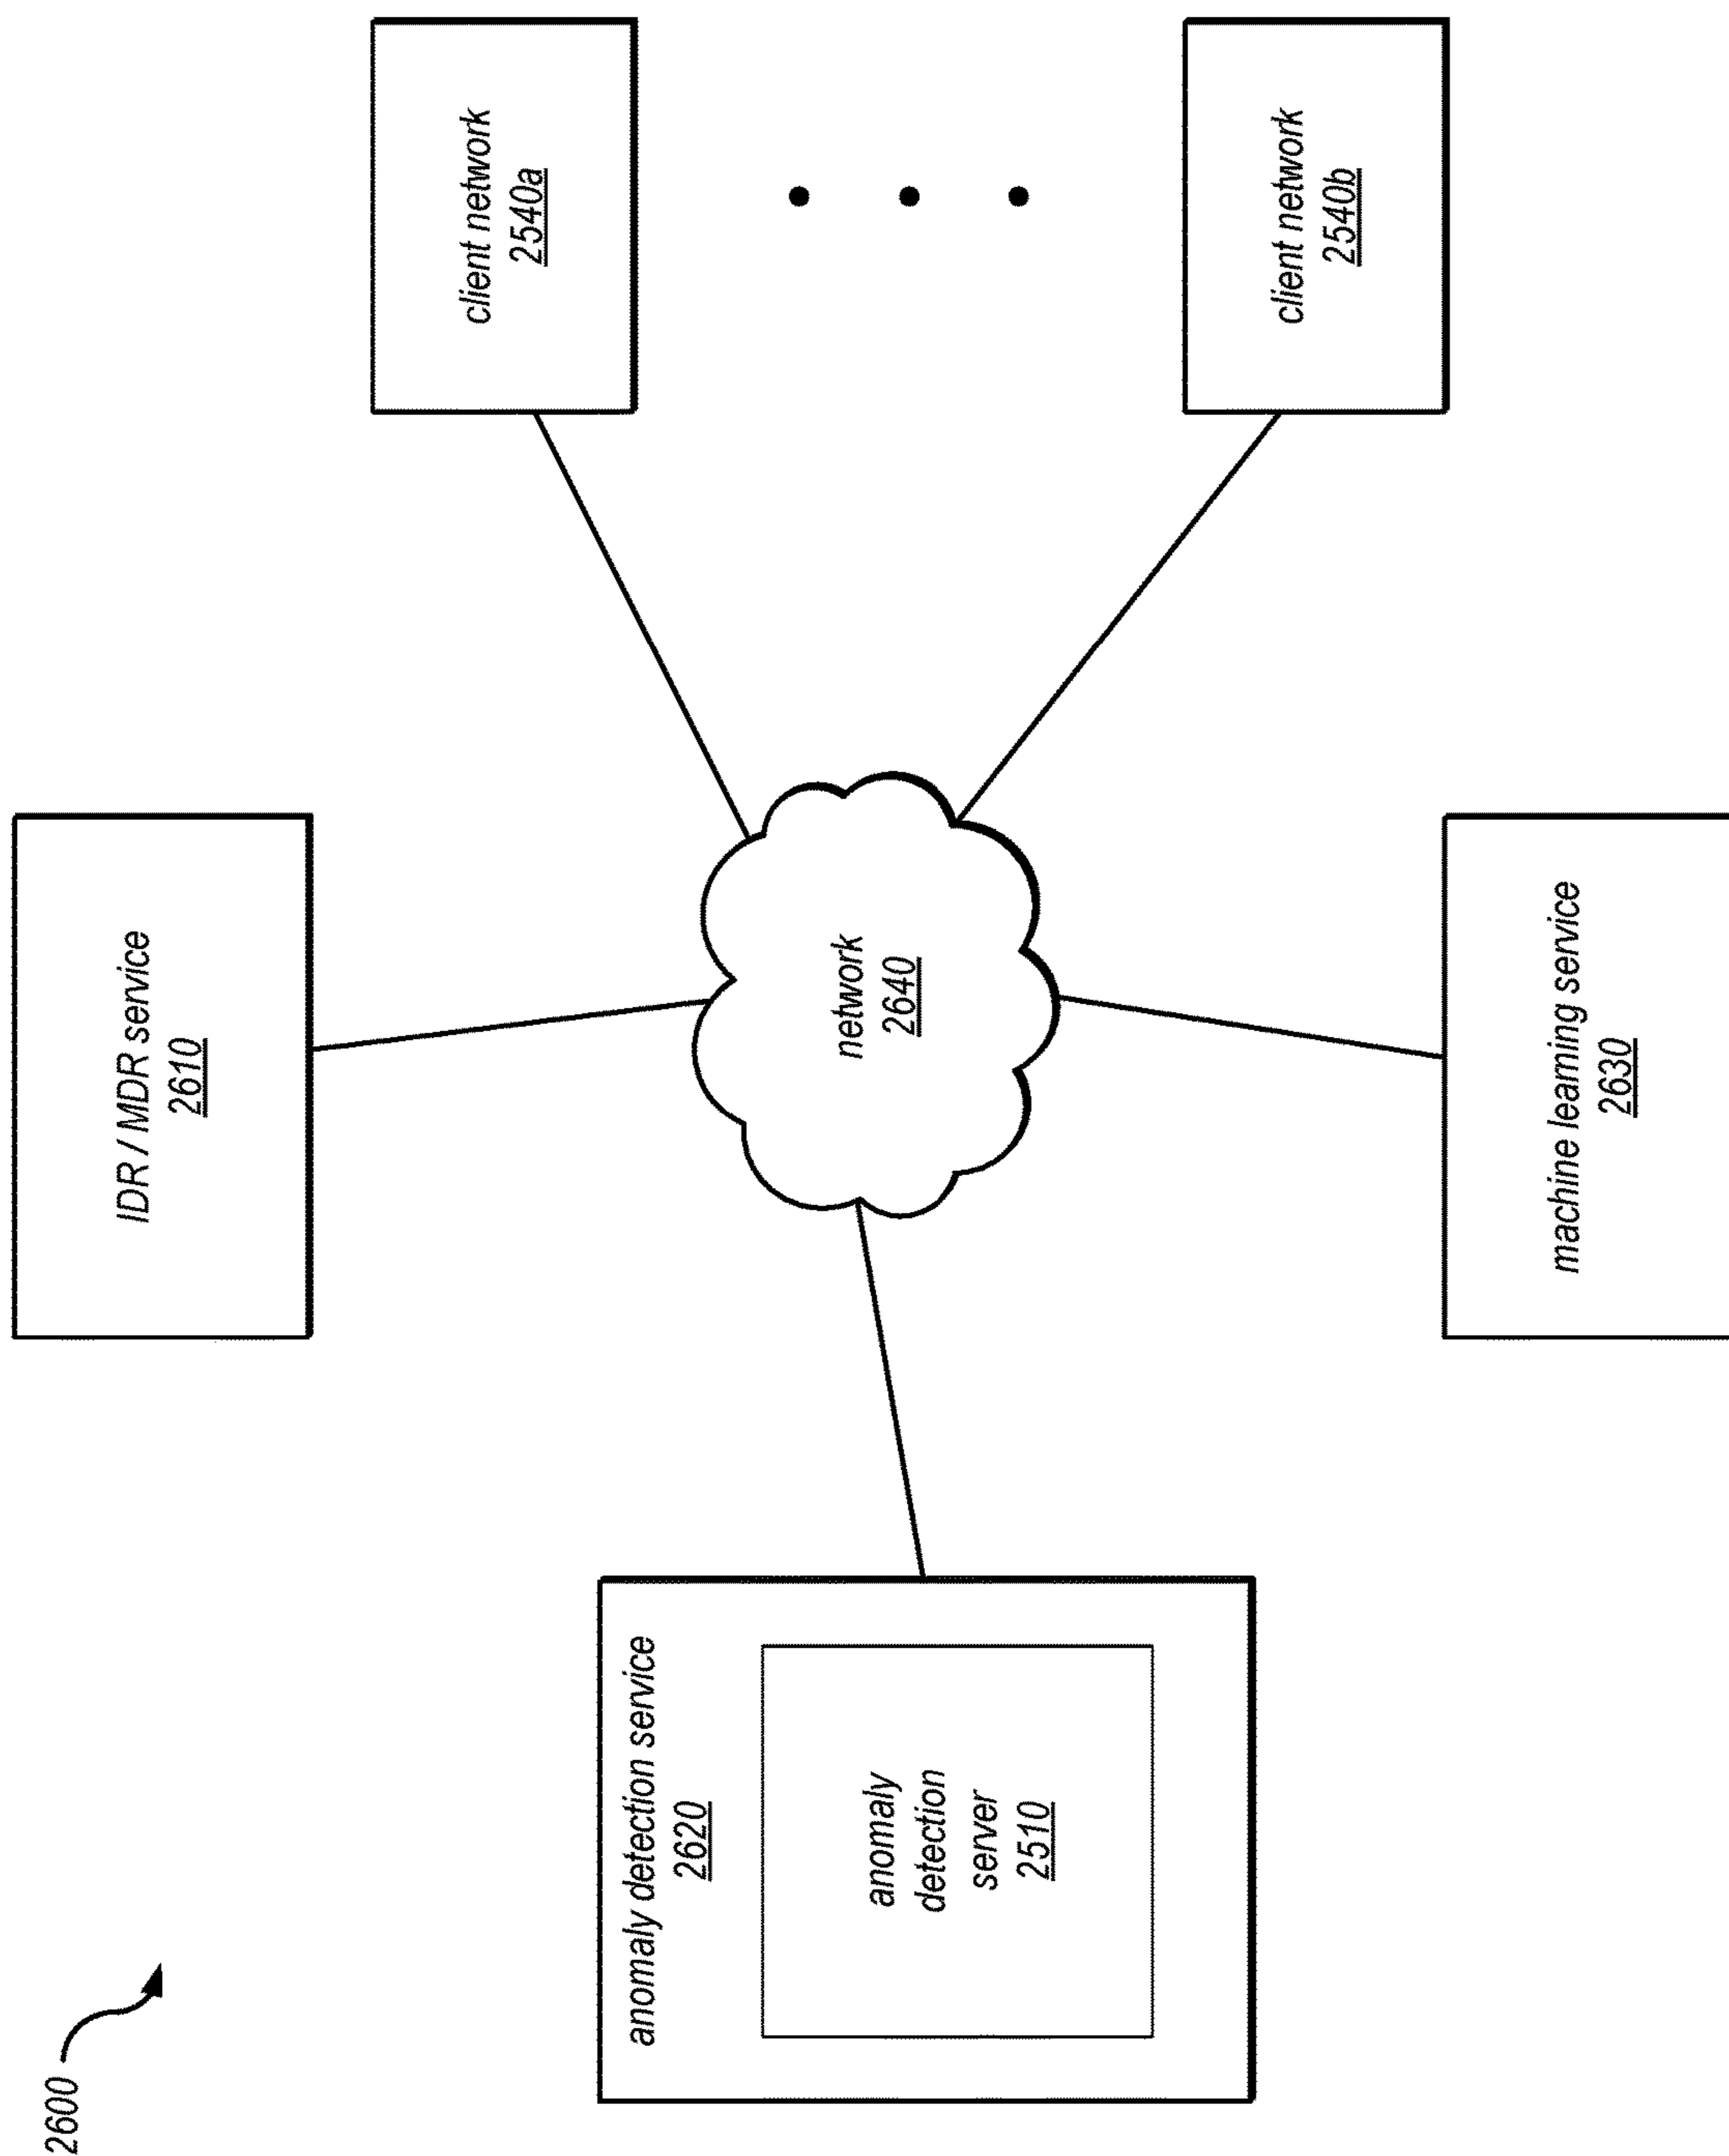 2600
IDR / MDR service
2610
anomaly detection service
2620
anomaly
detection
server
2510
network
2640
client network
2540a
client network
2540b
machine learning service
2630